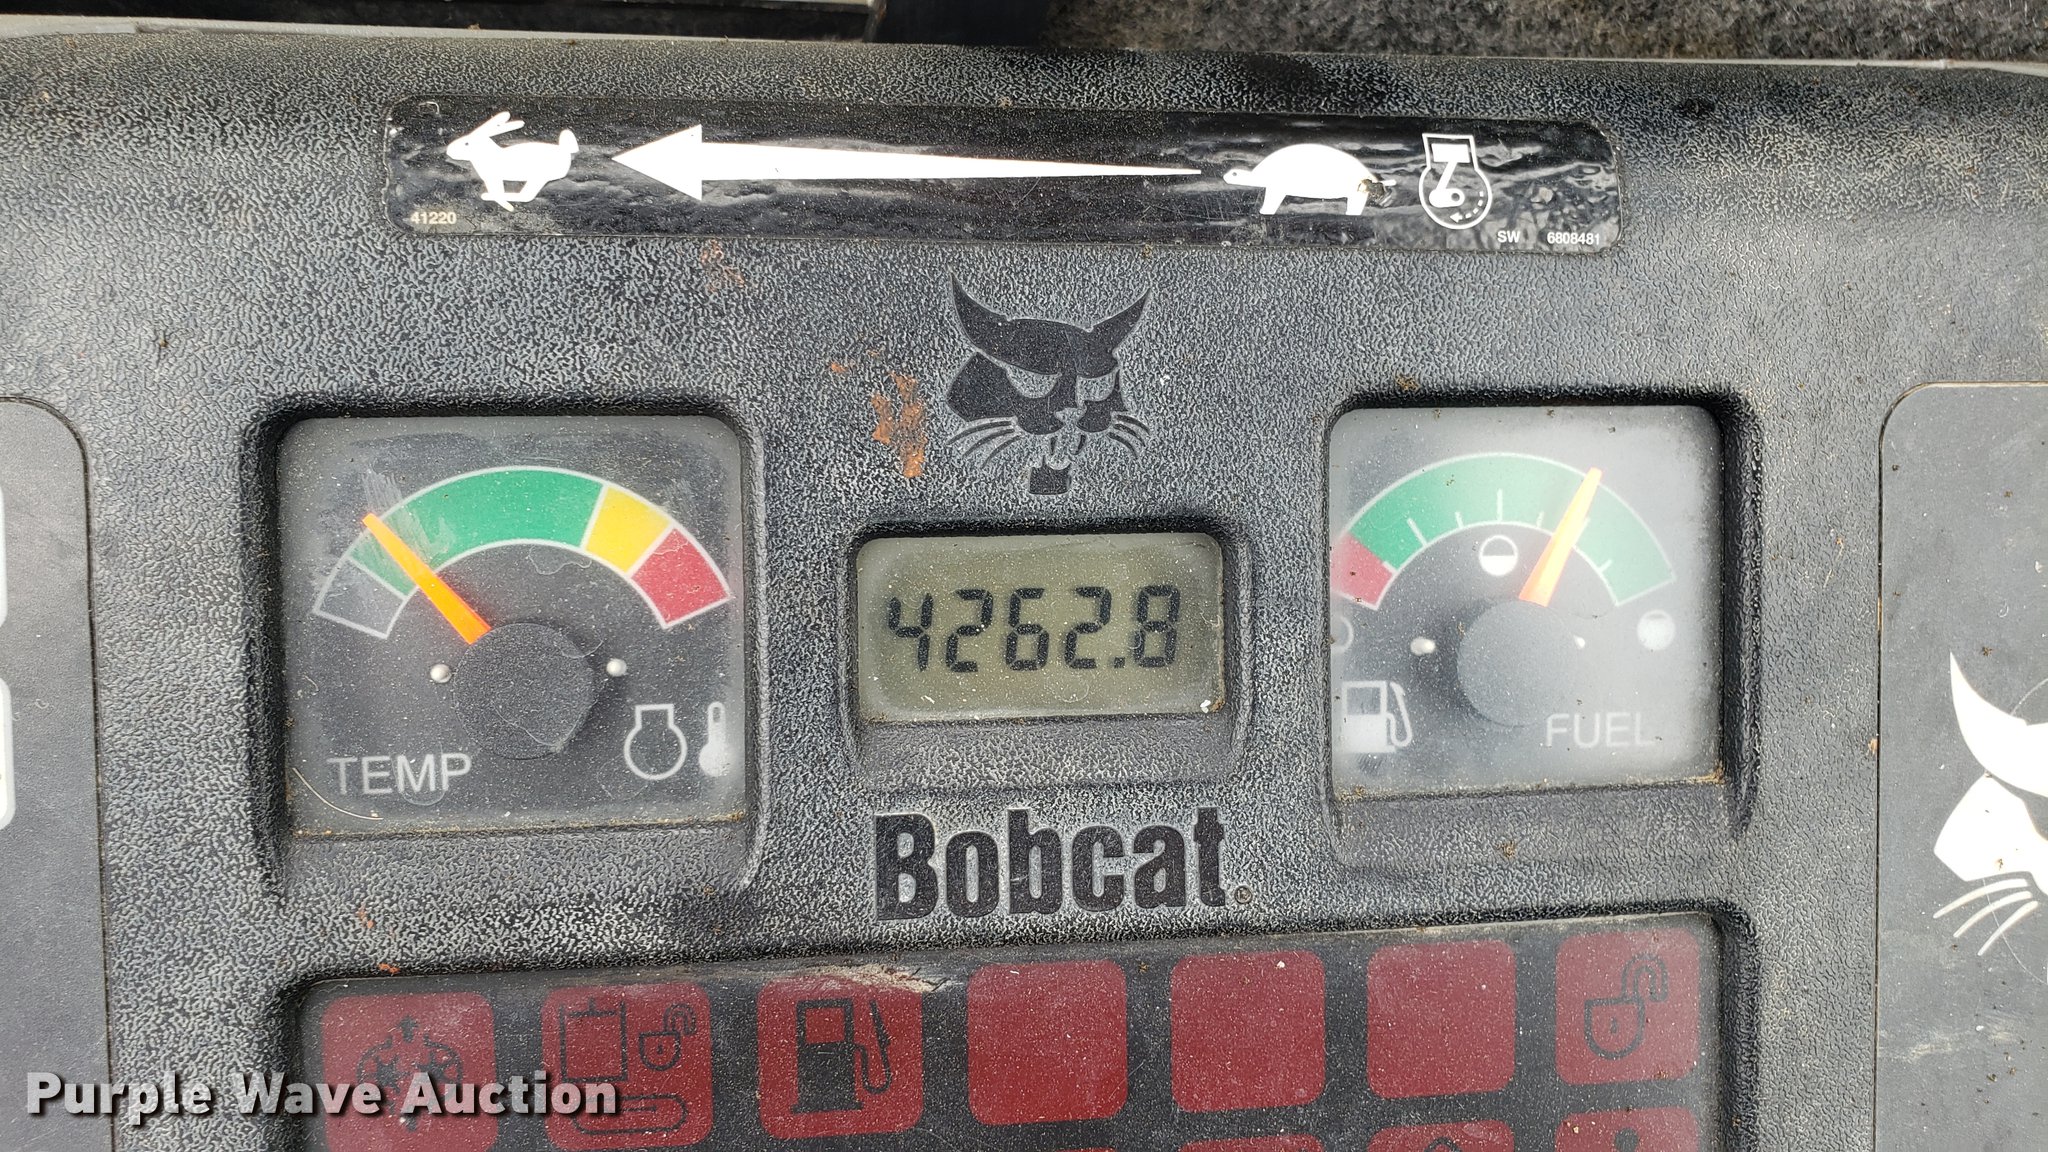 41220
SW 6808481
4262.8
TEMP
FUEL
Bobcat
Purple Wave Auction